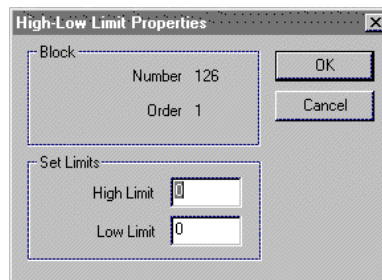 High-Low Limit Properties
Block
Number 126
Order 1
OK
Cancel
Set Limits
High Limit 0
Low Limit 0